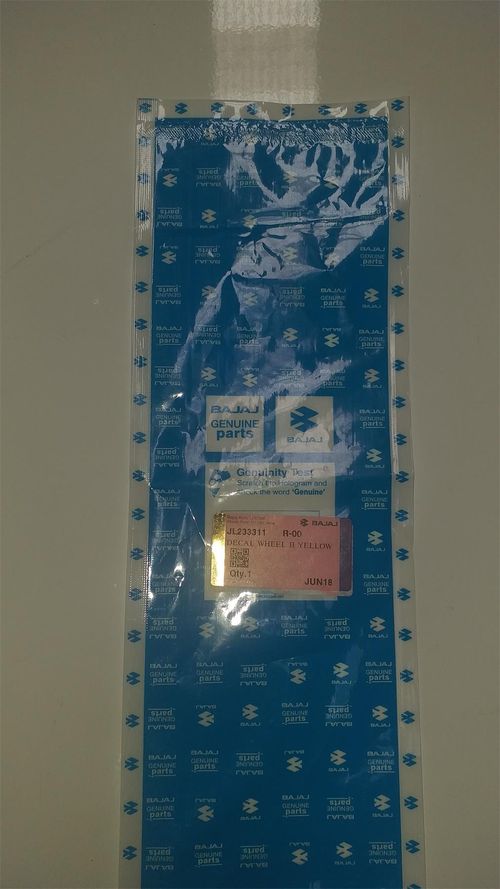 BAJAJ
GENUINE
parts
BAJAJ
Genuinity Test
Scratch the Hologram and
check the word 'Genuine'
BAJAJ
JL233311 R-00
DECAL WHEEL II YELLOW
Qty.1
JUN18